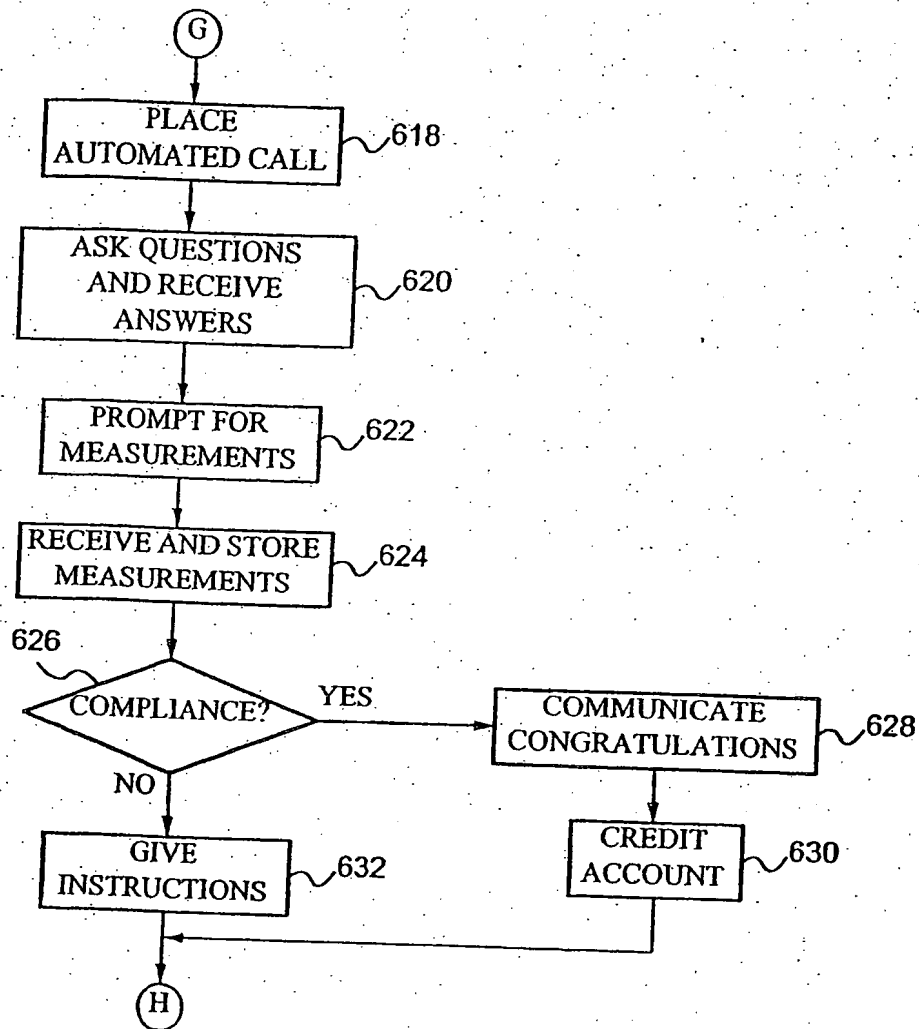 G
PLACE
AUTOMATED CALL
618
ASK QUESTIONS
AND RECEIVE
ANSWERS
620
PROMPT FOR
MEASUREMENTS
622
RECEIVE AND STORE
MEASUREMENTS
624
626
COMPLIANCE?
YES
NO
COMMUNICATE
CONGRATULATIONS
628
GIVE
INSTRUCTIONS
632
CREDIT
ACCOUNT
630
H